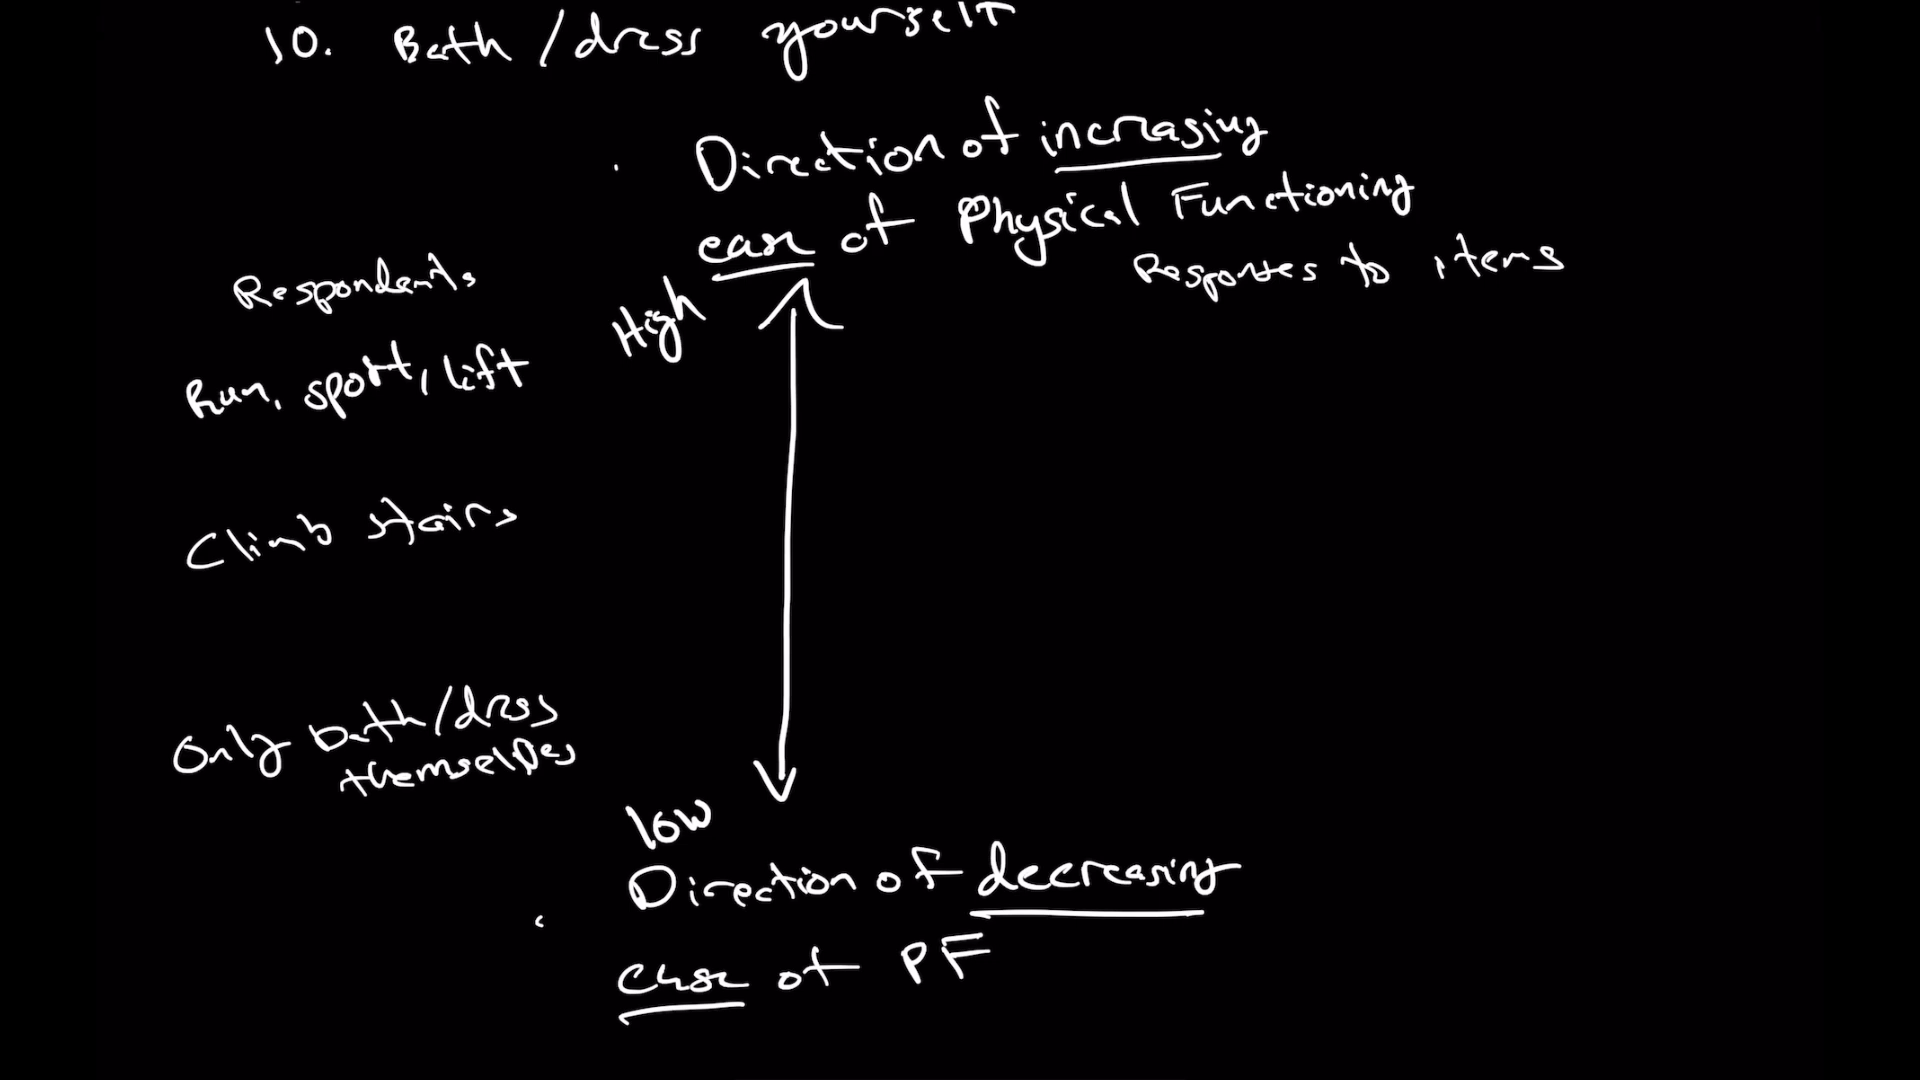 10. Bath/dress yourself
Direction of increasing
ease of Physical Functioning
Respondants
High
Responses to items
Run, sport, lift
Climb stairs
Only bath/dress
themselves
low
Direction of decreasing
ease of PF